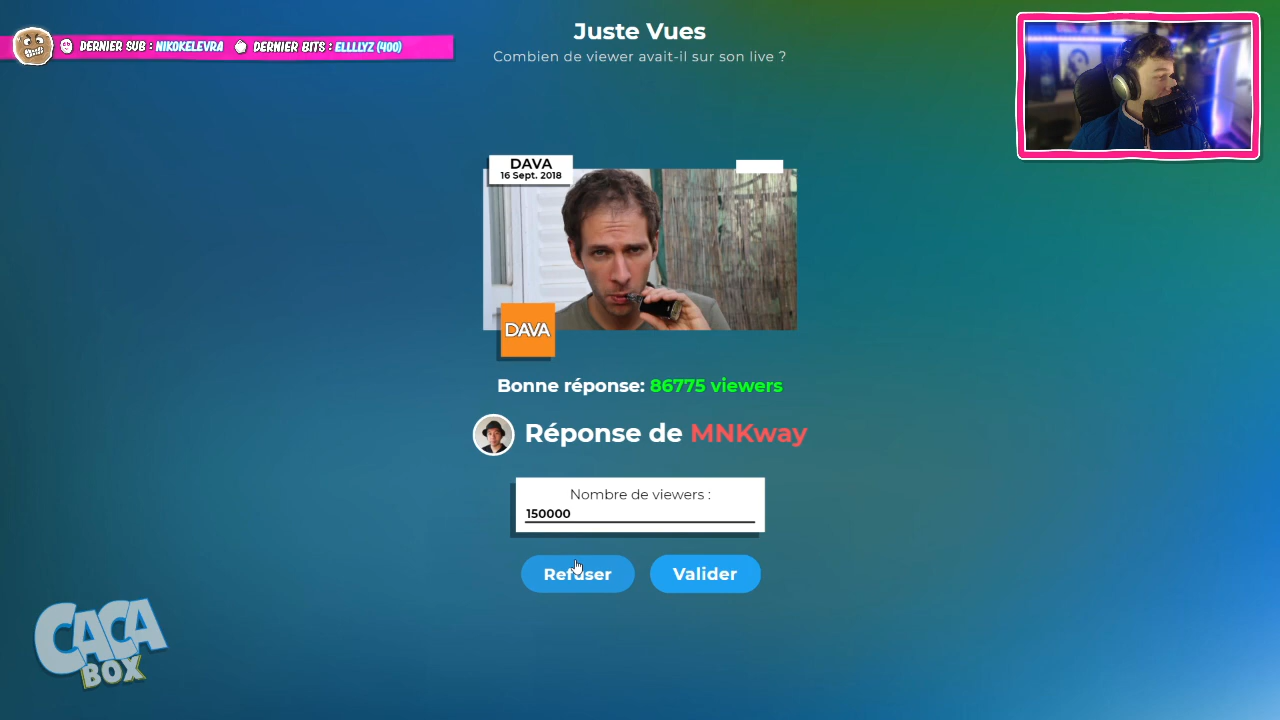 DERNIER SUB : NIKOKELEVRA DERNIER BITS : ELLLLYZ (400)
Juste Vues
Combien de viewer avait-il sur son live ?
DAVA
16 Sept. 2018
DAVA
Bonne réponse: 86775 viewers
Réponse de MNKway
Nombre de viewers :
150000
Refuser
Valider
CACA
BOX